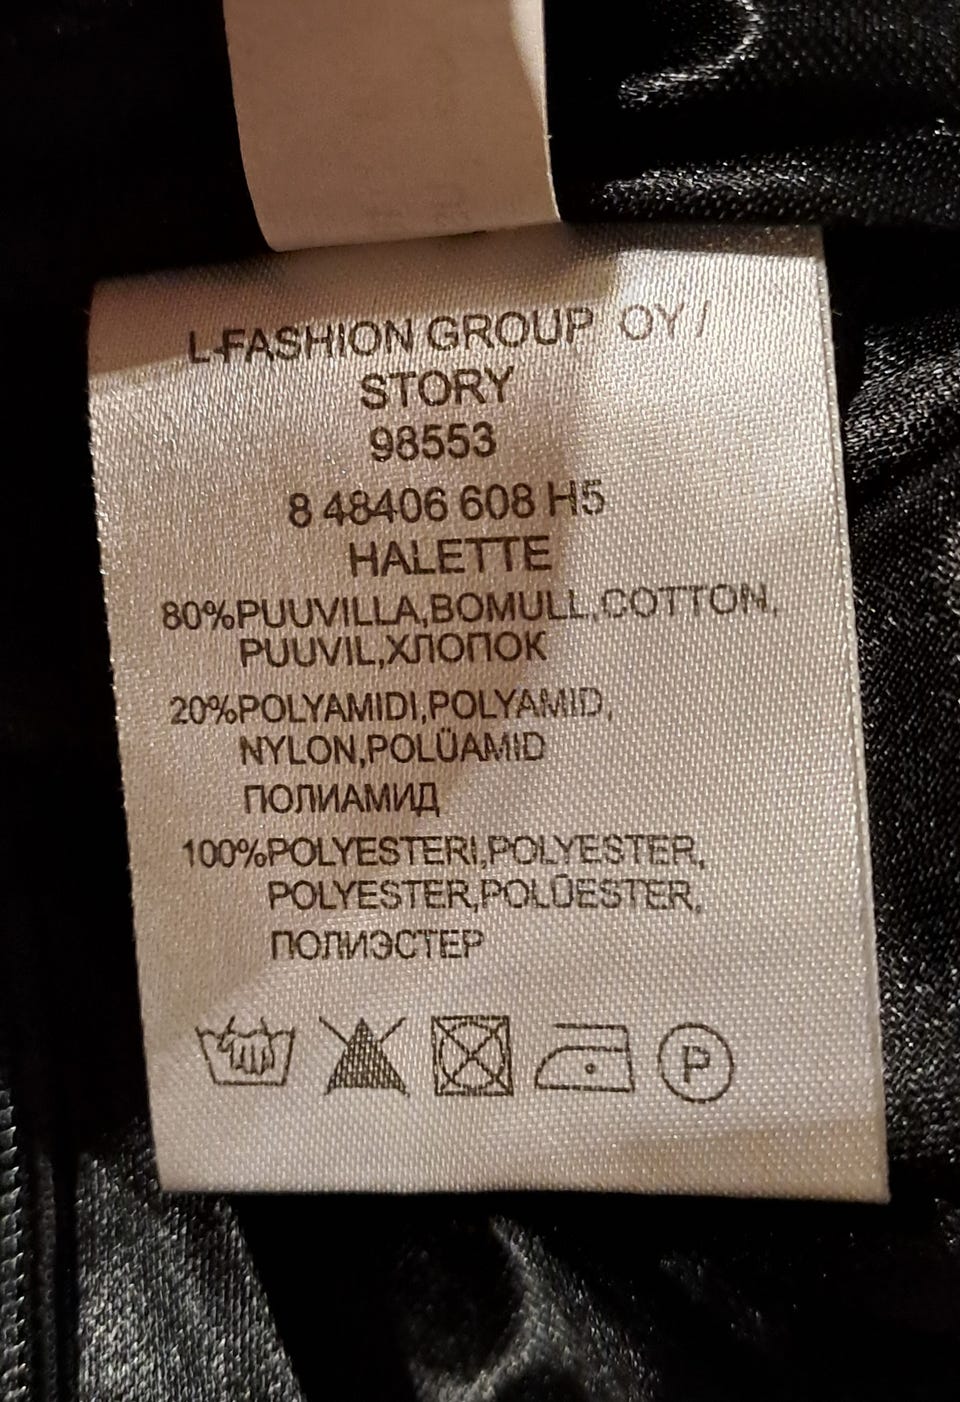 L-FASHION GROUP OY /
STORY
98553
8 48406 608 H5
HALETTE
80%PUUVILLA,BOMULL,COTTON,
PUUVIL,ХЛОПОК
20%POLYAMIDI,POLYAMID,
NYLON,POLÜAMID
ПОЛИАМИД
100%POLYESTERI,POLYESTER,
POLYESTER,POLÜESTER,
ПОЛИЭСТЕР
P